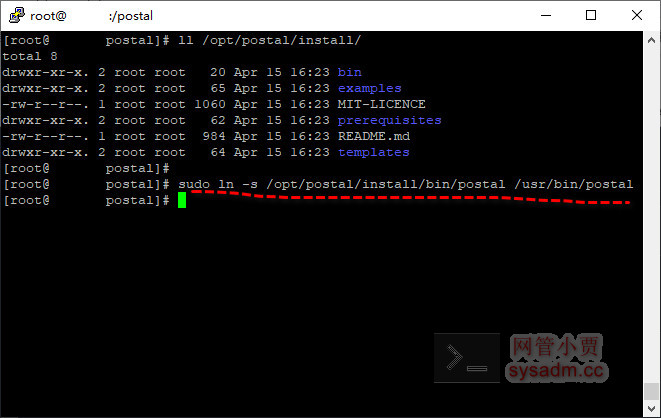 root@ :/postal
[root@ postal]# ll /opt/postal/install/
total 8
drwxr-xr-x. 2 root root 20 Apr 15 16:23 bin
drwxr-xr-x. 2 root root 65 Apr 15 16:23 examples
-rw-r--r--. 1 root root 1060 Apr 15 16:23 MIT-LICENCE
drwxr-xr-x. 2 root root 62 Apr 15 16:23 prerequisites
-rw-r--r--. 1 root root 984 Apr 15 16:23 README.md
drwxr-xr-x. 2 root root 64 Apr 15 16:23 templates
[root@ postal]#
[root@ postal]# sudo ln -s /opt/postal/install/bin/postal /usr/bin/postal
[root@ postal]#
>_
网管小贾
sysadm.cc